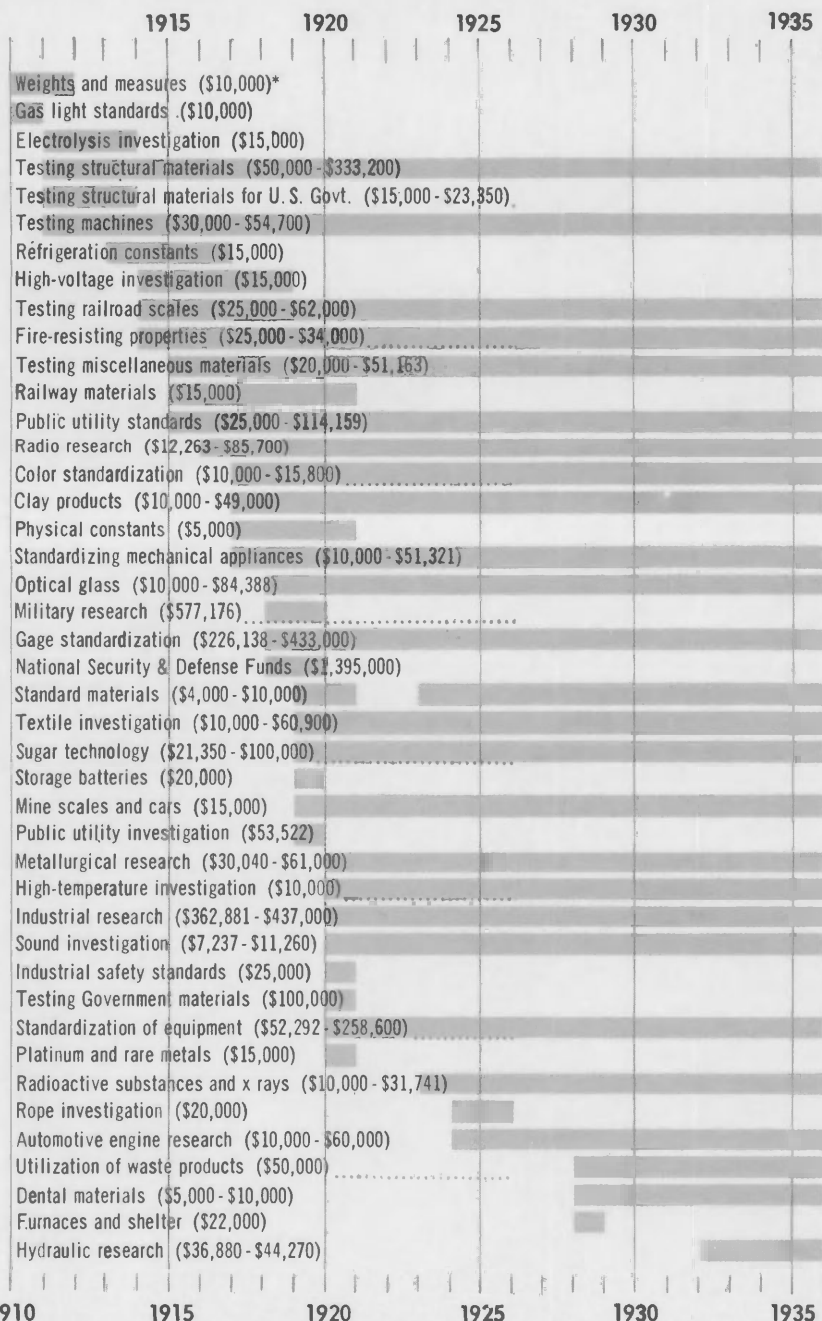 1915 1920 1925 1930 1935
Weights and measures ($10,000)*
Gas light standards .($10,000)
Electrolysis investigation ($15,000)
Testing structural materials ($50,000-$333,200)
Testing structural materials for U.S. Govt. ($15,000-$23,350)
Testing machines ($30,000-$54,700)
Refrigeration constants ($15,000)
High-voltage investigation ($15,000)
Testing railroad scales ($25,000-$62,000)
Fire-resisting properties ($25,000-$34,000)
Testing miscellaneous materials ($20,000-$51,163)
Railway materials ($15,000)
Public utility standards ($25,000-$114,159)
Radio research ($12,263-$85,700)
Color standardization ($10,000-$15,800)
Clay products ($10,000-$49,000)
Physical constants ($5,000)
Standardizing mechanical appliances ($10,000-$51,321)
Optical glass ($10,000-$84,388)
Military research ($577,176)
Gage standardization ($226,138-$433,000)
National Security & Defense Funds ($1,395,000)
Standard materials ($4,000-$10,000)
Textile investigation ($10,000-$60,900)
Sugar technology ($21,350-$100,000)
Storage batteries ($20,000)
Mine scales and cars ($15,000)
Public utility investigation ($53,522)
Metallurgical research ($30,040-$61,000)
High-temperature investigation ($10,000)
Industrial research ($362,881-$437,000)
Sound investigation ($7,237-$11,260)
Industrial safety standards ($25,000)
Testing Government materials ($100,000)
Standardization of equipment ($52,292-$258,600)
Platinum and rare metals ($15,000)
Radioactive substances and x rays ($10,000-$31,741)
Rope investigation ($20,000)
Automotive engine research ($10,000-$60,000)
Utilization of waste products ($50,000)
Dental materials ($5,000-$10,000)
Furnaces and shelter ($22,000)
Hydraulic research ($36,880-$44,270)
910 1915 1920 1925 1930 1935